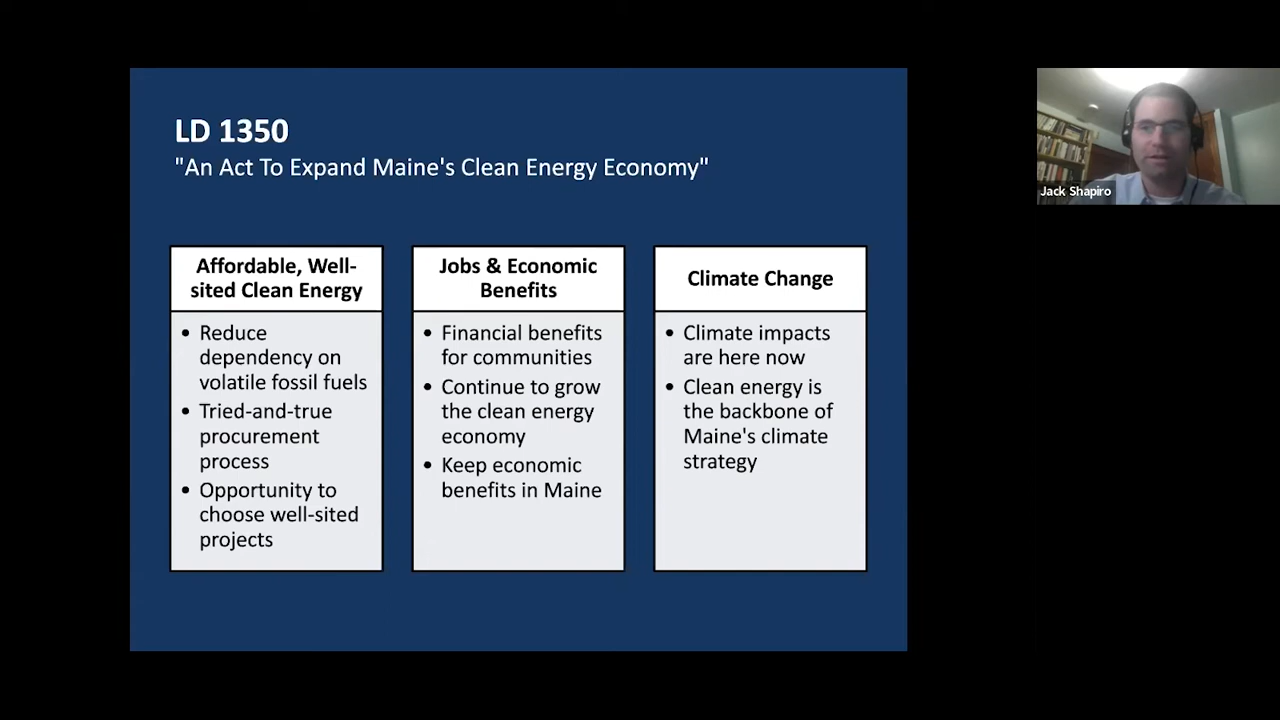 LD 1350
"An Act To Expand Maine's Clean Energy Economy"
Affordable, Well-
sited Clean Energy
• Reduce
dependency on
volatile fossil fuels
• Tried-and-true
procurement
process
• Opportunity to
choose well-sited
projects
Jobs & Economic
Benefits
• Financial benefits
for communities
• Continue to grow
the clean energy
economy
• Keep economic
benefits in Maine
Climate Change
• Climate impacts
are here now
• Clean energy is
the backbone of
Maine's climate
strategy
Jack Shapiro